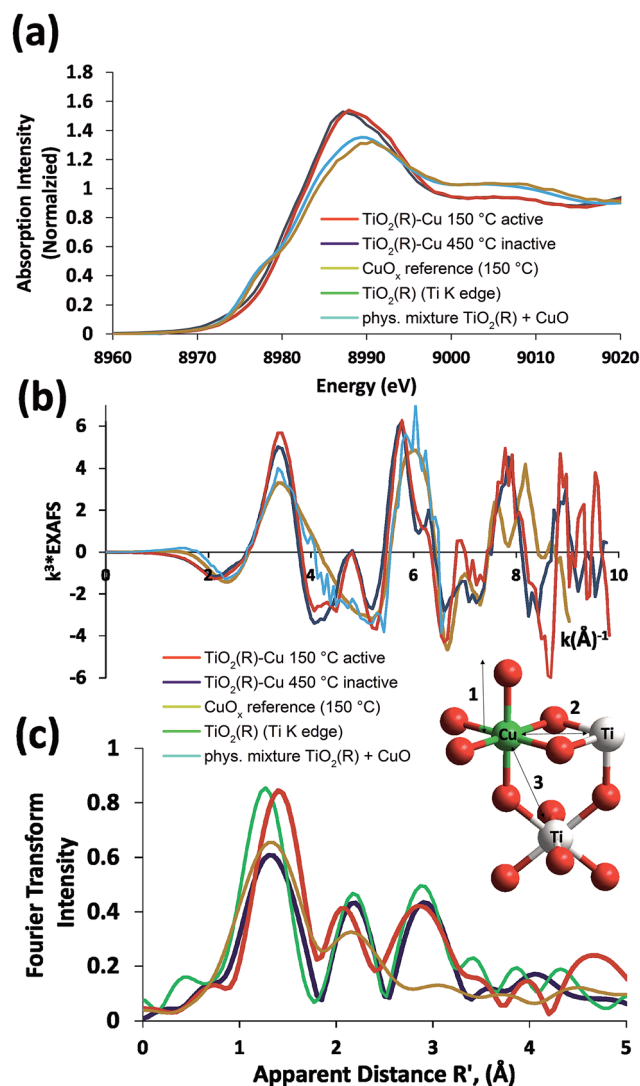 (a)
Absorption Intensity
(Normalzied)
1.8
1.6
1.4
1.2
1
0.8
0.6
0.4
0.2
0
TiO2(R)-Cu 150 °C active
TiO2(R)-Cu 450 °C inactive
CuOx reference (150 °C)
TiO2(R) (Ti K edge)
phys. mixture TiO2(R) + CuO
8960 8970 8980 8990 9000 9010 9020
Energy (eV)
(b)
k3*EXAFS
6
4
2
0
-2
-4
-6
0 2 4 6 8 10
k(Å)-1
TiO2(R)-Cu 150 °C active
TiO2(R)-Cu 450 °C inactive
CuOx reference (150 °C)
TiO2(R) (Ti K edge)
phys. mixture TiO2(R) + CuO
1
2
Cu
Ti
3
Ti
(c)
Fourier Transform
Intensity
1
0.8
0.6
0.4
0.2
0
0 1 2 3 4 5
Apparent Distance R', (Å)